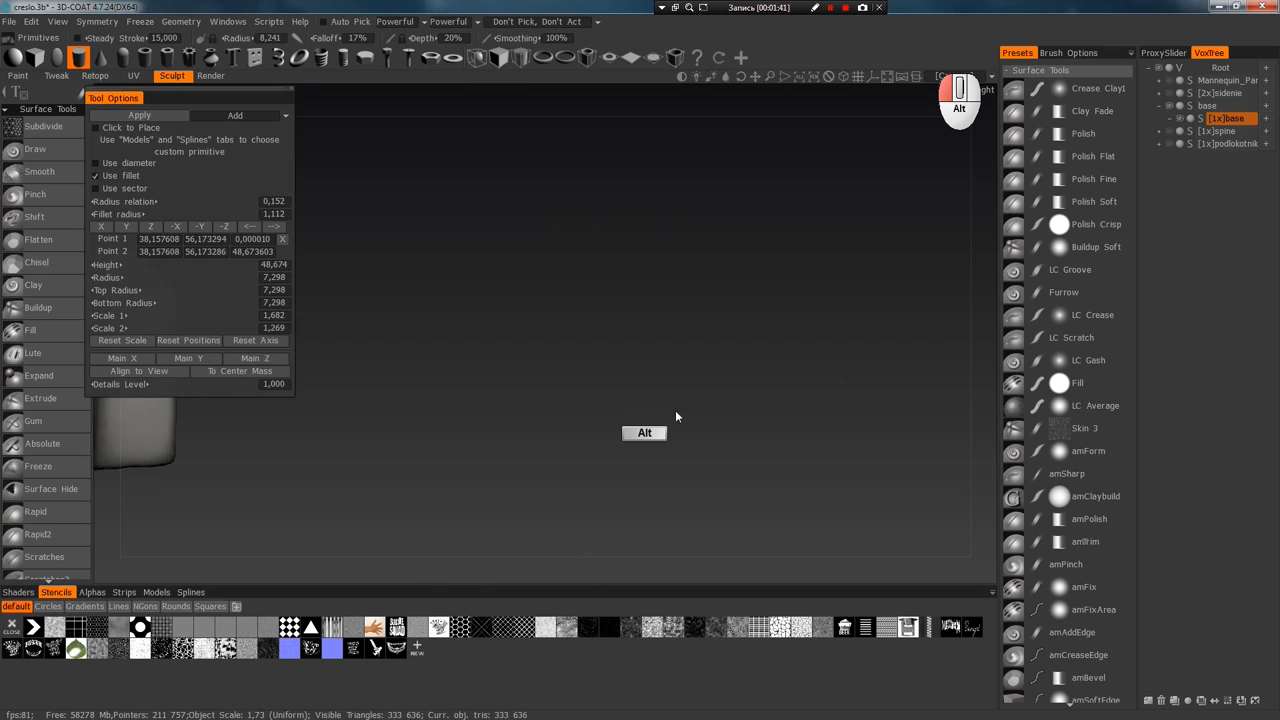 creslo.3b* - 3D-COAT 4.7.24(DX64)
Запись [00:01:41]
File Edit View Symmetry Freeze Geometry Windows Scripts Help Auto Pick Powerful Powerful Don't Pick, Don't Act
Primitives Steady Stroke 15,000 Radius 8,241 Falloff 17% Depth 20% Smoothing 100%
Paint Tweak Retopo UV Sculpt Render
Surface Tools
Subdivide
Draw
Smooth
Pinch
Shift
Flatten
Chisel
Clay
Buildup
Fill
Lute
Expand
Extrude
Gum
Absolute
Freeze
Surface Hide
Rapid
Rapid2
Scratches
Tool Options
Apply Add
Click to Place
Use "Models" and "Splines" tabs to choose
custom primitive
Use diameter
Use fillet
Use sector
Radius relation 0,152
Fillet radius 1,112
X Y Z -X -Y -Z <-- -->
Point 1 38,157608 56,173294 0,000010 X
Point 2 38,157608 56,173286 48,673603
Height 48,674
Radius 7,298
Top Radius 7,298
Bottom Radius 7,298
Scale 1 1,682
Scale 2 1,269
Reset Scale Reset Positions Reset Axis
Main X Main Y Main Z
Align to View To Center Mass
Details Level 1,000
Alt
Alt
Presets Brush Options
Surface Tools
Crease Clay1
Clay Fade
Polish
Polish Flat
Polish Fine
Polish Soft
Polish Crisp
Buildup Soft
LC Groove
Furrow
LC Crease
LC Scratch
LC Gash
Fill
LC Average
Skin 3
amForm
amSharp
amClaybuild
amPolish
amTrim
amPinch
amFix
amFixArea
amAddEdge
amCreaseEdge
amBevel
amSoftEdge
ProxySlider VoxTree
V Root
S Mannequin_Par
S [2x]sidenie
S base
S [1x]base
S [1x]spine
S [1x]podlokotnik
Shaders Stencils Alphas Strips Models Splines
default Circles Gradients Lines NGons Rounds Squares
CLOSE
NEW
fps:81; Free: 58278 Mb,Pointers: 211 757;Object Scale: 1,73 (Uniform); Visible Triangles: 333 636; Curr. obj. tris: 333 636